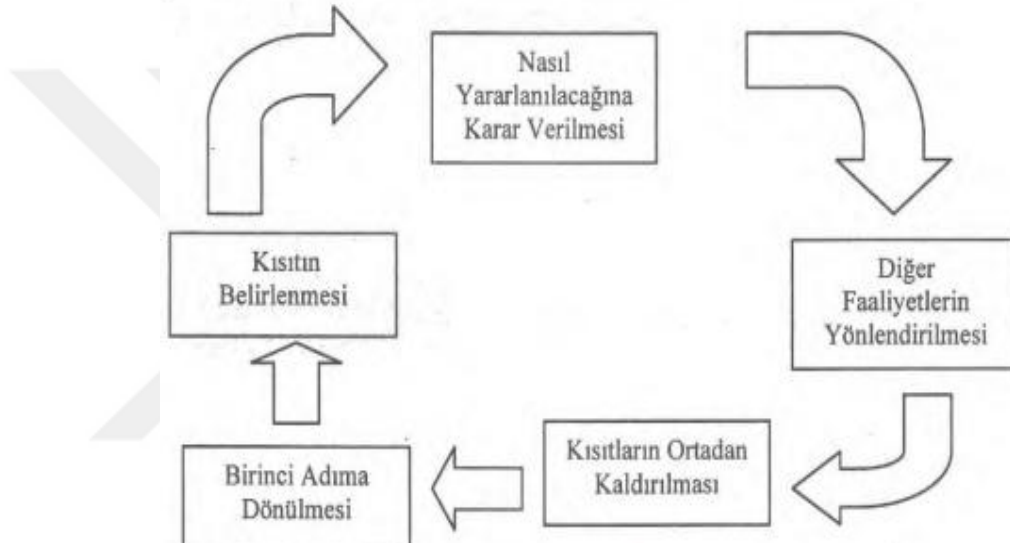 Nasıl
Yararlanılacağına
Karar Verilmesi
Kısıtın
Belirlenmesi
Diğer
Faaliyetlerin
Yönlendirilmesi
Kısıtların Ortadan
Kaldırılması
Birinci Adıma
Dönülmesi